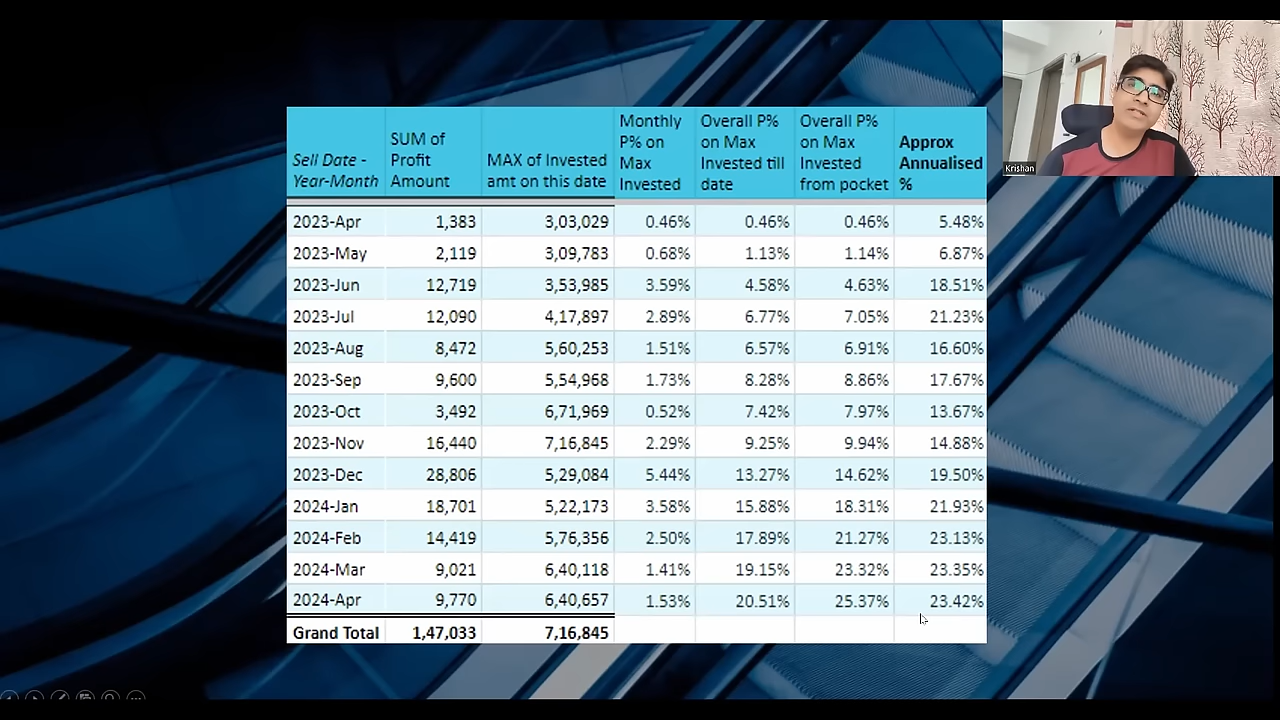 Sell Date - Year-Month SUM of Profit Amount MAX of Invested amt on this date Monthly P% on Max Invested Overall P% on Max Invested till date Overall P% on Max Invested from pocket Approx Annualised %
2023-Apr 1,383 3,03,029 0.46% 0.46% 0.46% 5.48%
2023-May 2,119 3,09,783 0.68% 1.13% 1.14% 6.87%
2023-Jun 12,719 3,53,985 3.59% 4.58% 4.63% 18.51%
2023-Jul 12,090 4,17,897 2.89% 6.77% 7.05% 21.23%
2023-Aug 8,472 5,60,253 1.51% 6.57% 6.91% 16.60%
2023-Sep 9,600 5,54,968 1.73% 8.28% 8.86% 17.67%
2023-Oct 3,492 6,71,969 0.52% 7.42% 7.97% 13.67%
2023-Nov 16,440 7,16,845 2.29% 9.25% 9.94% 14.88%
2023-Dec 28,806 5,29,084 5.44% 13.27% 14.62% 19.50%
2024-Jan 18,701 5,22,173 3.58% 15.88% 18.31% 21.93%
2024-Feb 14,419 5,76,356 2.50% 17.89% 21.27% 23.13%
2024-Mar 9,021 6,40,118 1.41% 19.15% 23.32% 23.35%
2024-Apr 9,770 6,40,657 1.53% 20.51% 25.37% 23.42%
Grand Total 1,47,033 7,16,845
Krishan